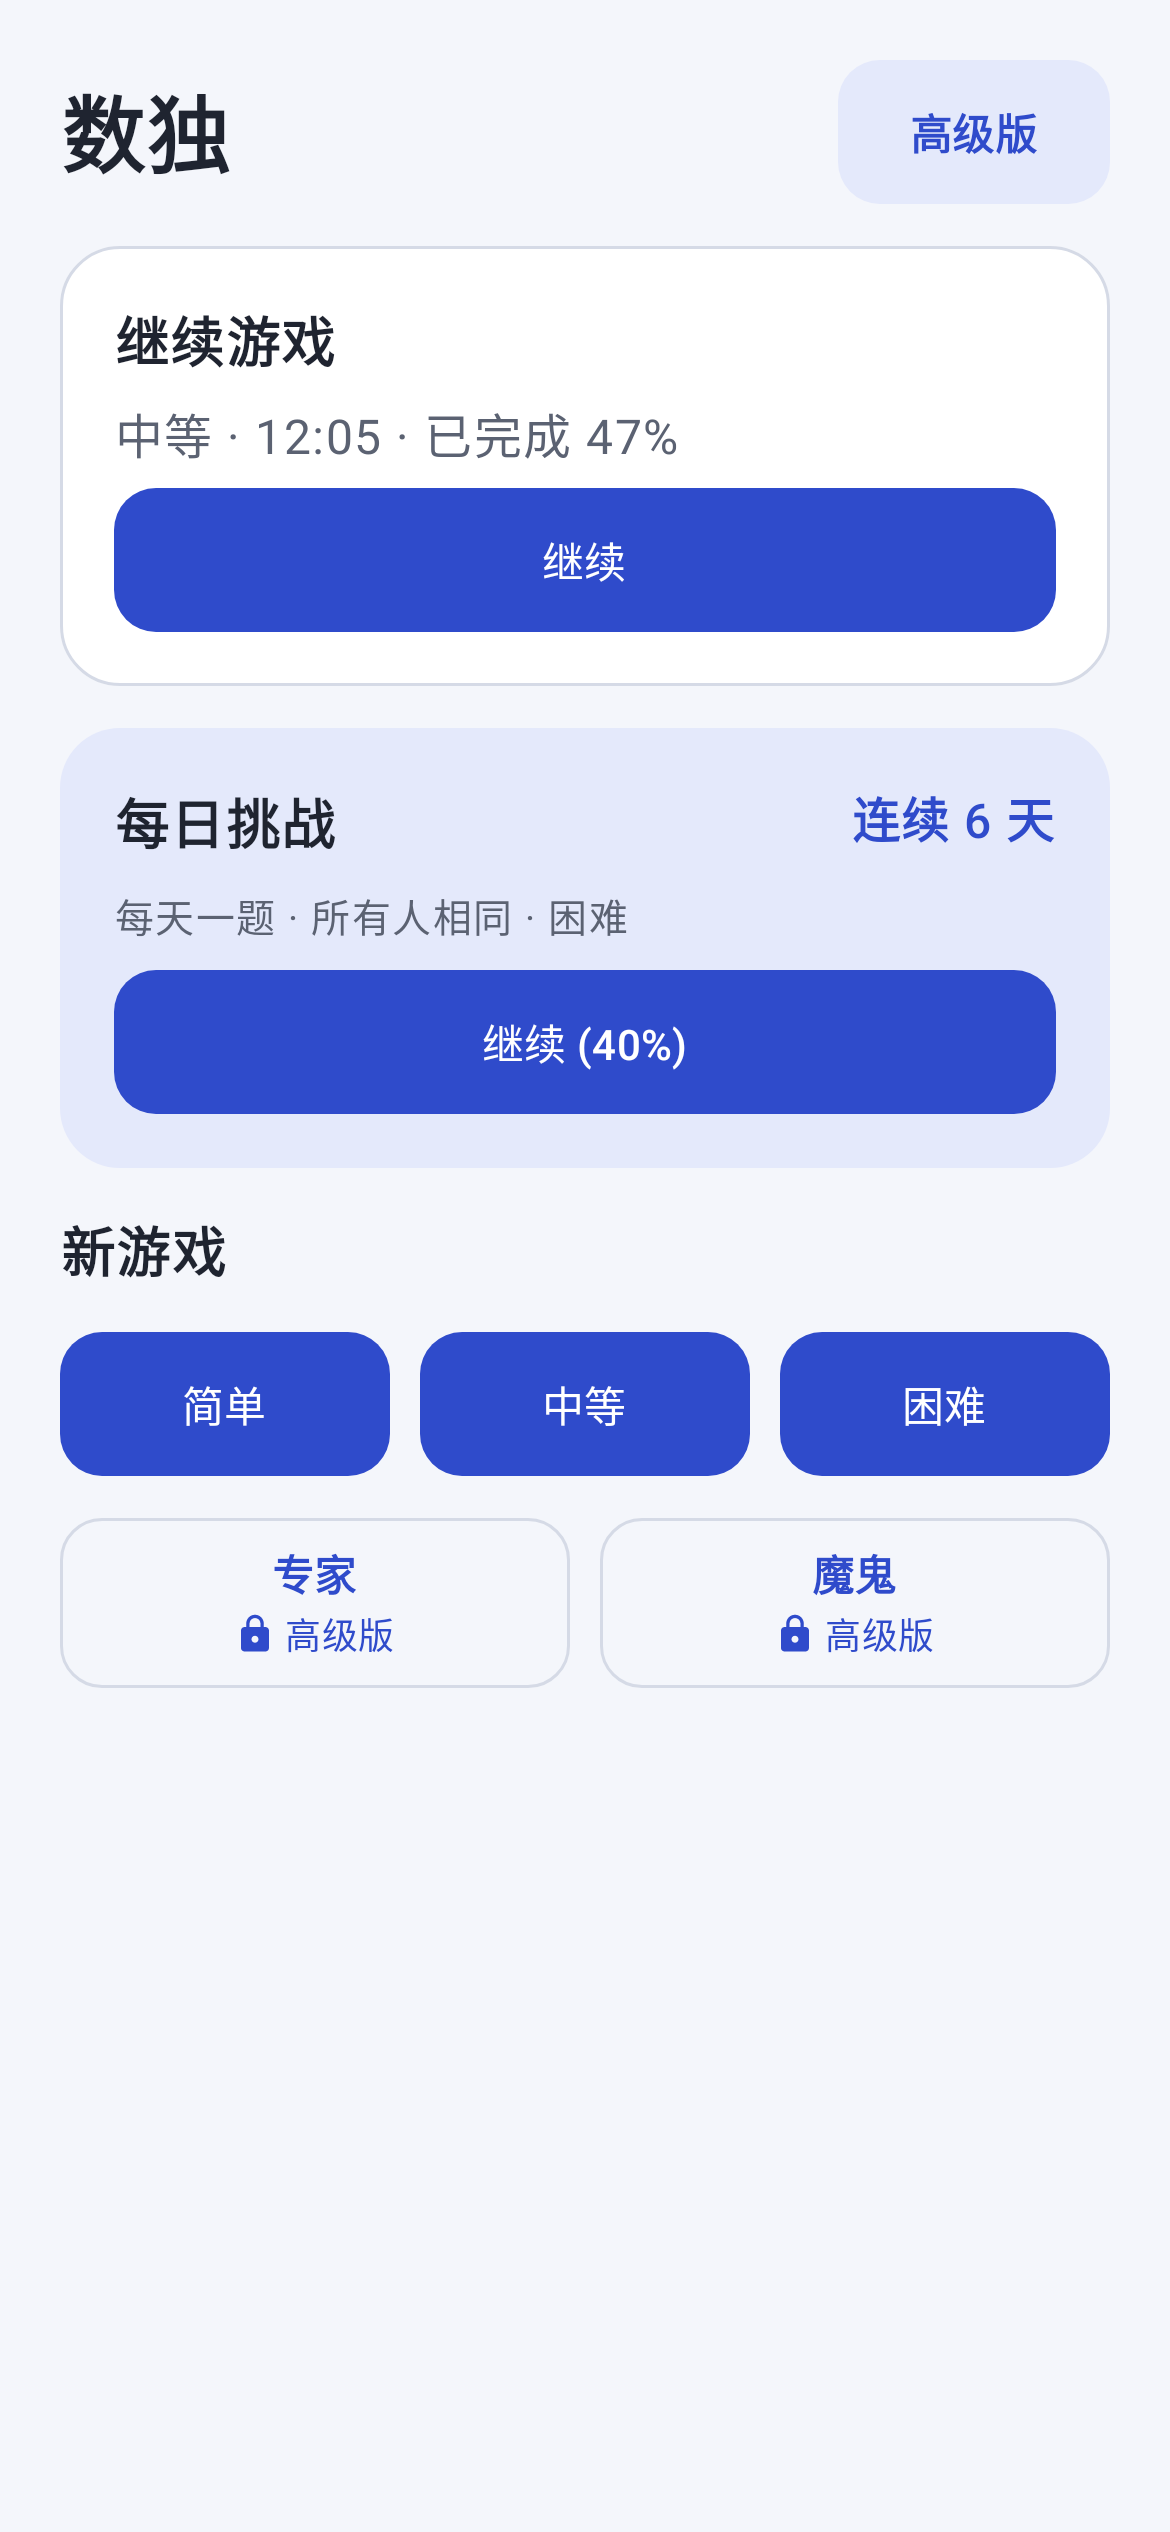 数独
高级版
继续游戏
中等 · 12:05 · 已完成 47%
继续
每日挑战
连续 6 天
每天一题 · 所有人相同 · 困难
继续 (40%)
新游戏
简单
中等
困难
专家
高级版
魔鬼
高级版